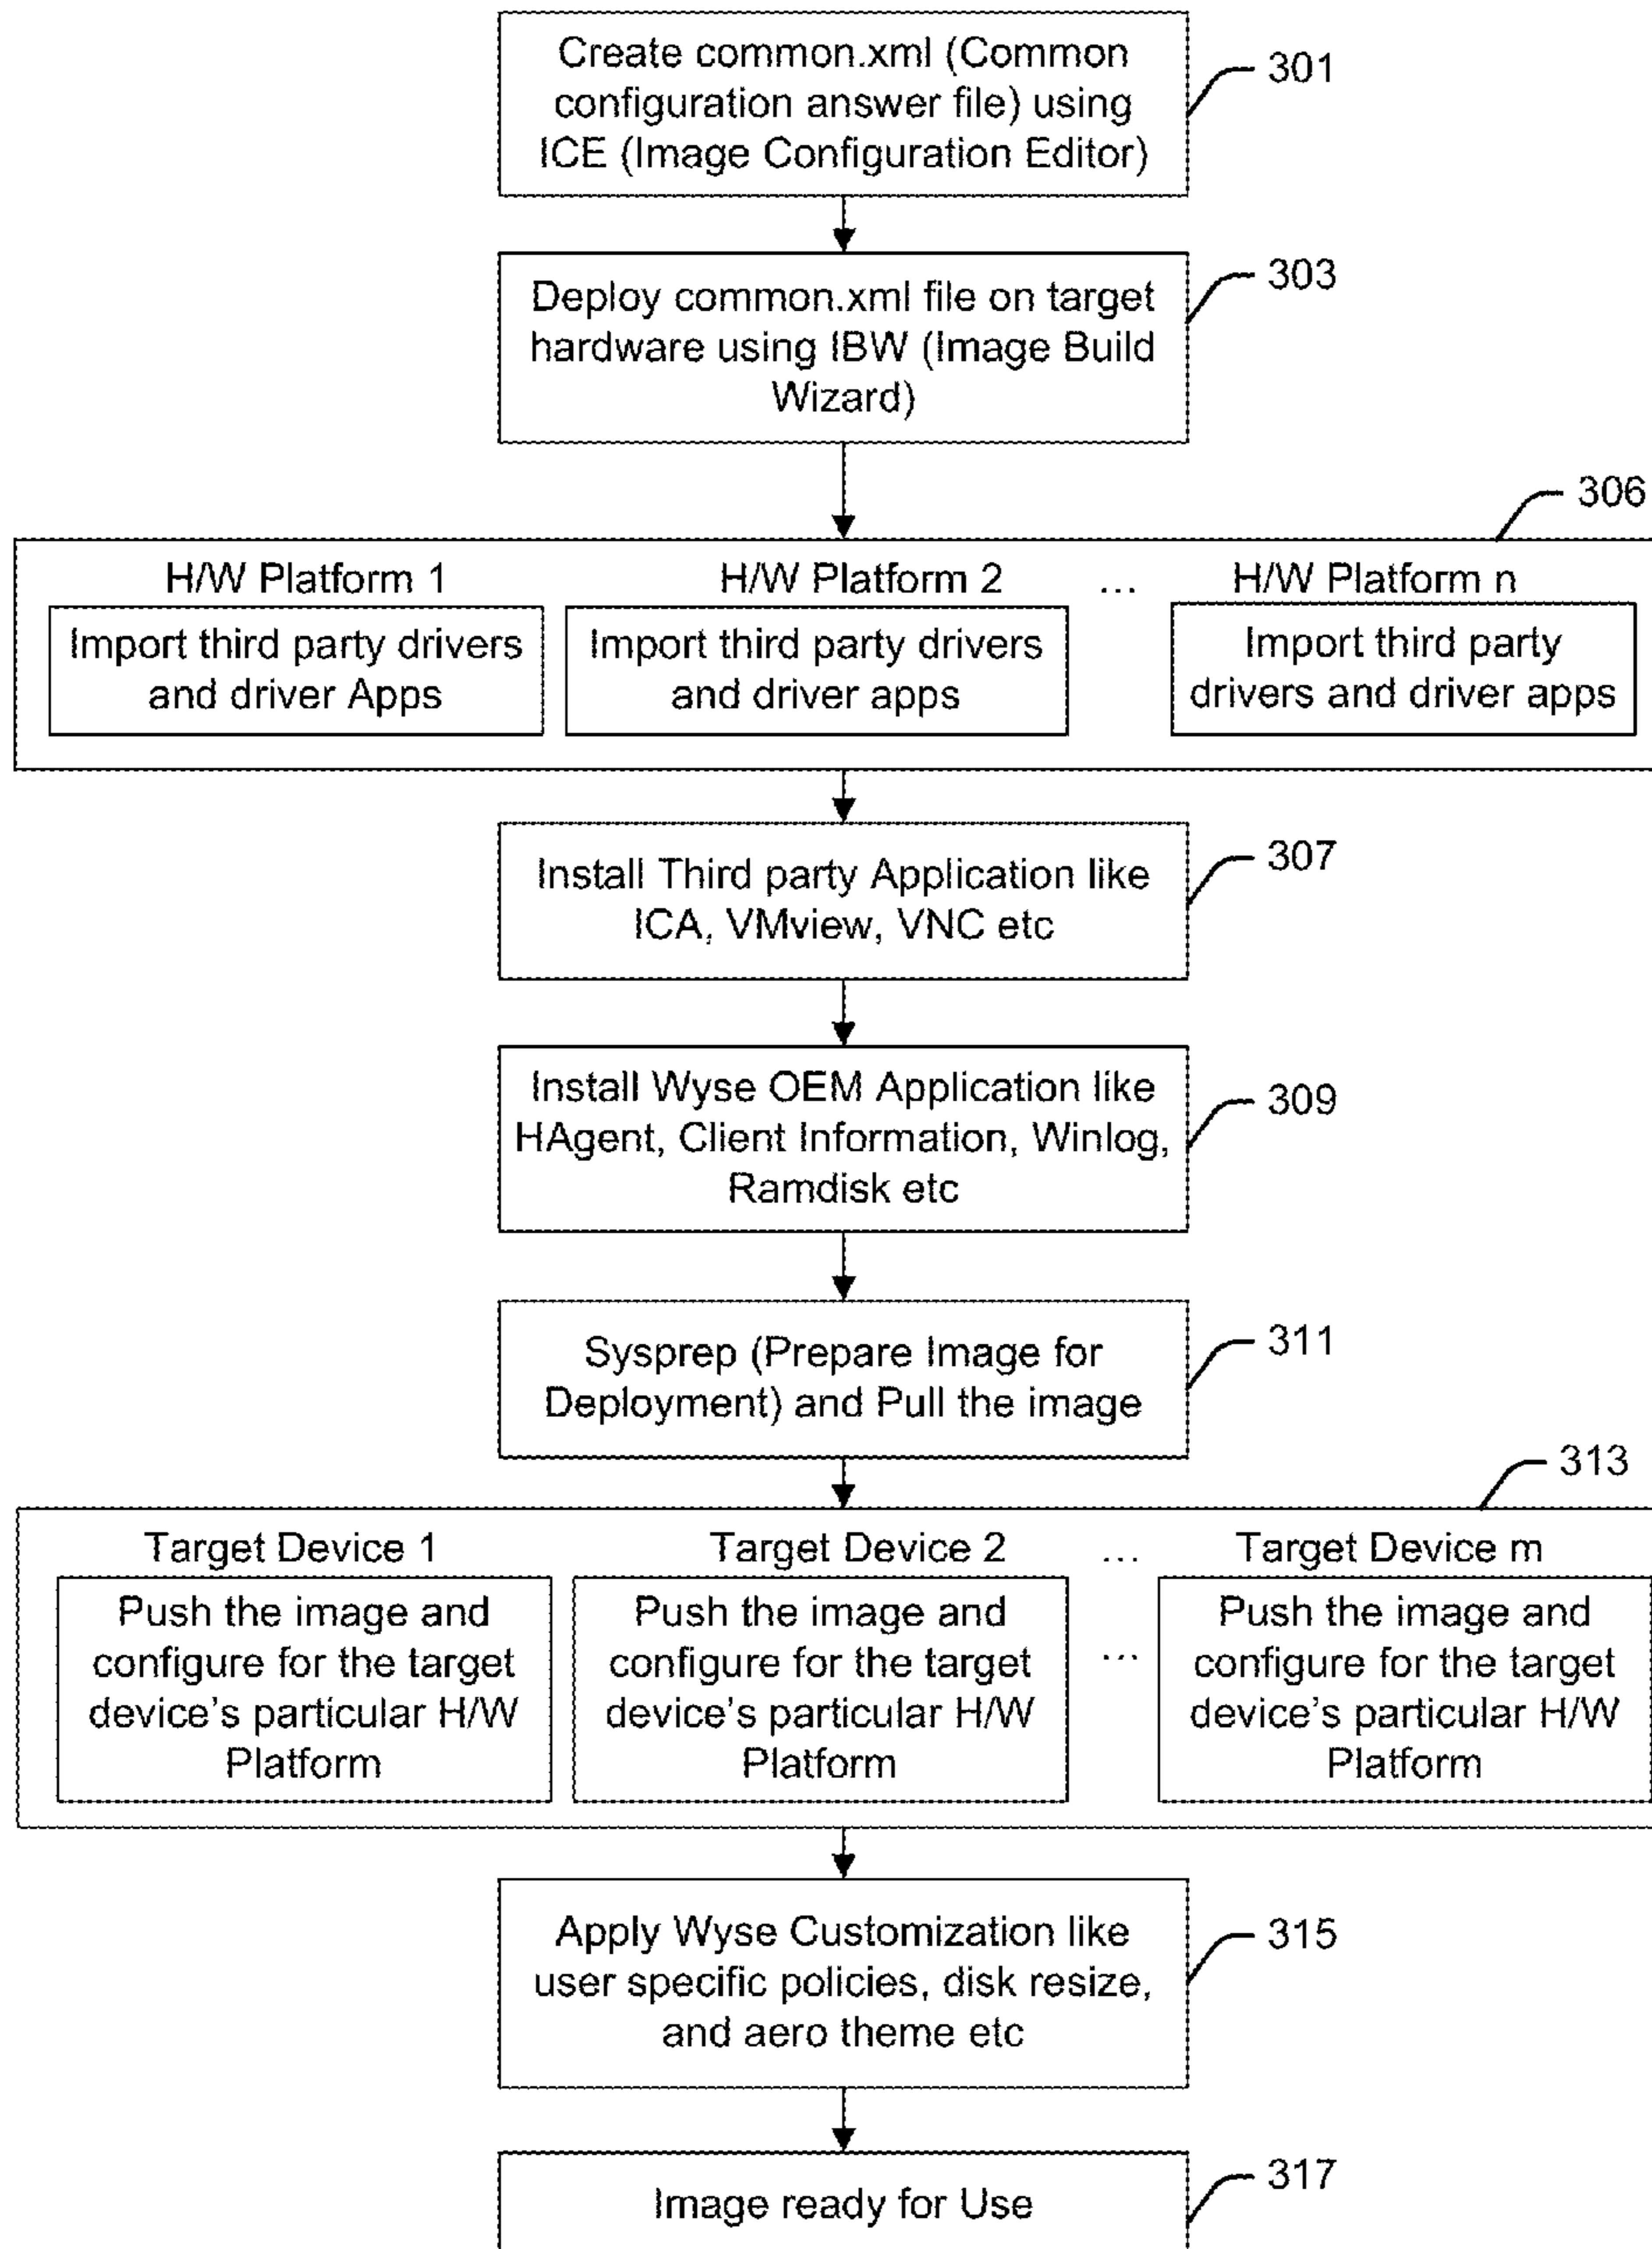 Create common.xml (Common
configuration answer file) using
ICE (Image Configuration Editor)
301
Deploy common.xml file on target
hardware using IBW (Image Build
Wizard)
303
306
H/W Platform 1
Import third party drivers
and driver Apps
H/W Platform 2
Import third party drivers
and driver apps
...
H/W Platform n
Import third party
drivers and driver apps
Install Third party Application like
ICA, VMview, VNC etc
307
Install Wyse OEM Application like
HAgent, Client Information, Winlog,
Ramdisk etc
309
Sysprep (Prepare Image for
Deployment) and Pull the image
311
313
Target Device 1
Push the image and
configure for the target
device's particular H/W
Platform
Target Device 2
Push the image and
configure for the target
device's particular H/W
Platform
...
...
Target Device m
Push the image and
configure for the target
device's particular H/W
Platform
Apply Wyse Customization like
user specific policies, disk resize,
and aero theme etc
315
Image ready for Use
317